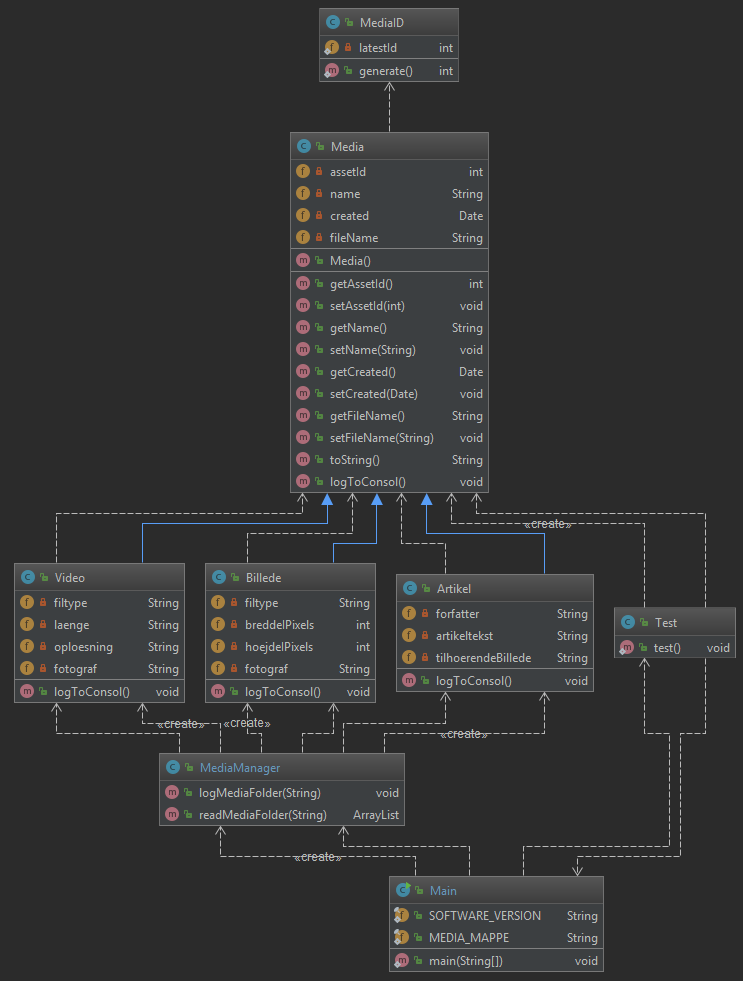 MediaID
latestId int
generate() int
Media
assetId int
name String
created Date
fileName String
Media()
getAssetId() int
setAssetId(int) void
getName() String
setName(String) void
getCreated() Date
setCreated(Date) void
getFileName() String
setFileName(String) void
toString() String
logToConsol() void
«create»
Video
filtype String
laenge String
oploesning String
fotograf String
logToConsol() void
Billede
filtype String
breddeIPixels int
hoejdeIPixels int
fotograf String
logToConsol() void
Artikel
forfatter String
artikeltekst String
tilhoerendeBillede String
logToConsol() void
Test
test() void
«create»
«create»
«create»
MediaManager
logMediaFolder(String) void
readMediaFolder(String) ArrayList
«create»
Main
SOFTWARE_VERSION String
MEDIA_MAPPE String
main(String[]) void